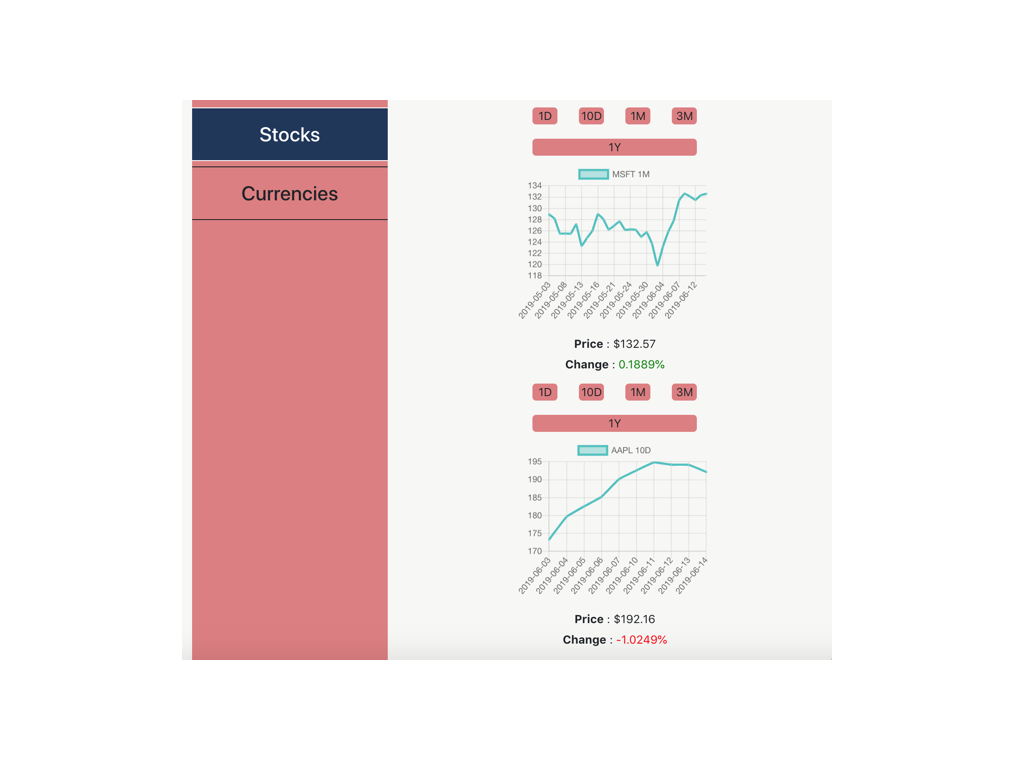 Stocks
Currencies
1D 10D 1M 3M
1Y
MSFT 1M
134
132
130
128
126
124
122
120
118
2019-05-03 2019-05-08 2019-05-13 2019-05-16 2019-05-21 2019-05-24 2019-05-30 2019-06-04 2019-06-07 2019-06-12
Price : $132.57
Change : 0.1889%
1D 10D 1M 3M
1Y
AAPL 10D
195
190
185
180
175
170
2019-06-03 2019-06-04 2019-06-05 2019-06-06 2019-06-07 2019-06-10 2019-06-11 2019-06-12 2019-06-13 2019-06-14
Price : $192.16
Change : -1.0249%